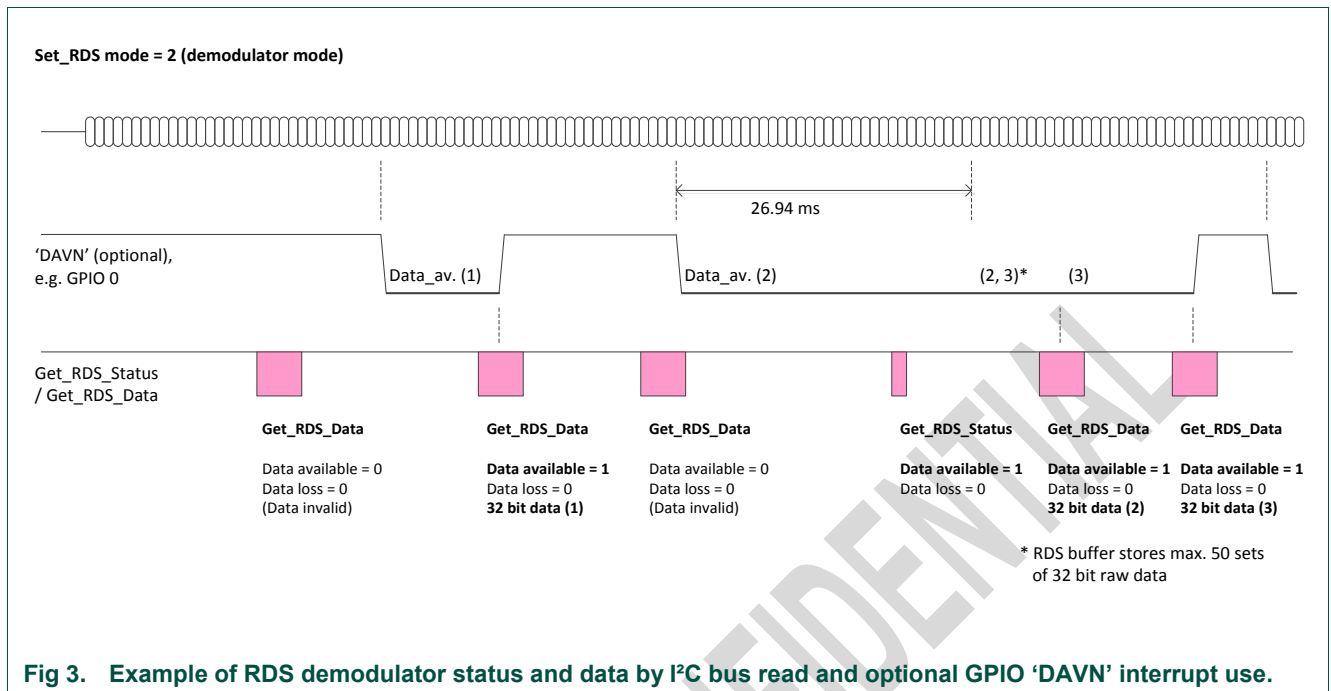 Set_RDS mode = 2 (demodulator mode)
26.94 ms
‘DAVN’ (optional),
e.g. GPIO 0
Data_av. (1)
Data_av. (2)
(2, 3)*
(3)
Get_RDS_Status
/ Get_RDS_Data
Get_RDS_Data
Data available = 0
Data loss = 0
(Data invalid)
Get_RDS_Data
Data available = 1
Data loss = 0
32 bit data (1)
Get_RDS_Data
Data available = 0
Data loss = 0
(Data invalid)
Get_RDS_Status
Data available = 1
Data loss = 0
Get_RDS_Data
Data available = 1
Data loss = 0
32 bit data (2)
Get_RDS_Data
Data available = 1
Data loss = 0
32 bit data (3)
* RDS buffer stores max. 50 sets
of 32 bit raw data
FIDENTIAL
Fig 3. Example of RDS demodulator status and data by I²C bus read and optional GPIO ‘DAVN’ interrupt use.